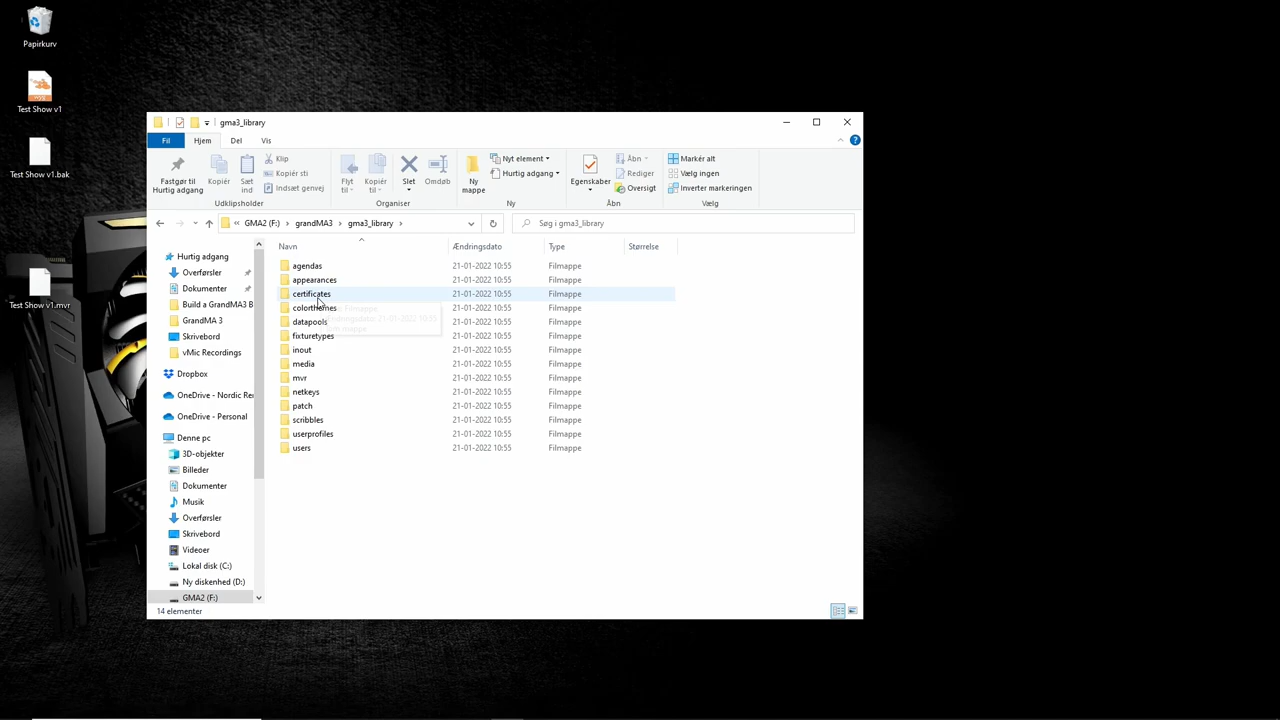 Papirkurv
Test Show v1
Test Show v1.bak
Test Show v1.mvr
gma3_library
Fil
Hjem
Del
Vis
Fastgør til
Hurtig adgang
Kopiér
Sæt
ind
Klip
Kopiér sti
Indsæt genvej
Udklipsholder
Flyt
til
Kopiér
til
Slet
Omdøb
Organiser
Ny
mappe
Nyt element
Hurtig adgang
Ny
Egenskaber
Åbn
Rediger
Oversigt
Åbn
Markér alt
Vælg ingen
Inverter markeringen
Vælg
« GMA2 (F:) > grandMA3 > gma3_library >
Søg i gma3_library
Hurtig adgang
Overførsler
Dokumenter
Build a GrandMA3 B
GrandMA 3
Skrivebord
vMic Recordings
Dropbox
OneDrive - Nordic Re
OneDrive - Personal
Denne pc
3D-objekter
Billeder
Dokumenter
Musik
Overførsler
Skrivebord
Videoer
Lokal disk (C:)
Ny diskenhed (D:)
GMA2 (F:)
Navn Ændringsdato Type Størrelse
agendas 21-01-2022 10:55 Filmappe
appearances 21-01-2022 10:55 Filmappe
certificates 21-01-2022 10:55 Filmappe
colorthemes 21-01-2022 10:55 Filmappe
datapools 21-01-2022 10:55 Filmappe
fixturetypes 21-01-2022 10:55 Filmappe
inout 21-01-2022 10:55 Filmappe
media 21-01-2022 10:55 Filmappe
mvr 21-01-2022 10:55 Filmappe
netkeys 21-01-2022 10:55 Filmappe
patch 21-01-2022 10:55 Filmappe
scribbles 21-01-2022 10:55 Filmappe
userprofiles 21-01-2022 10:55 Filmappe
users 21-01-2022 10:55 Filmappe
14 elementer